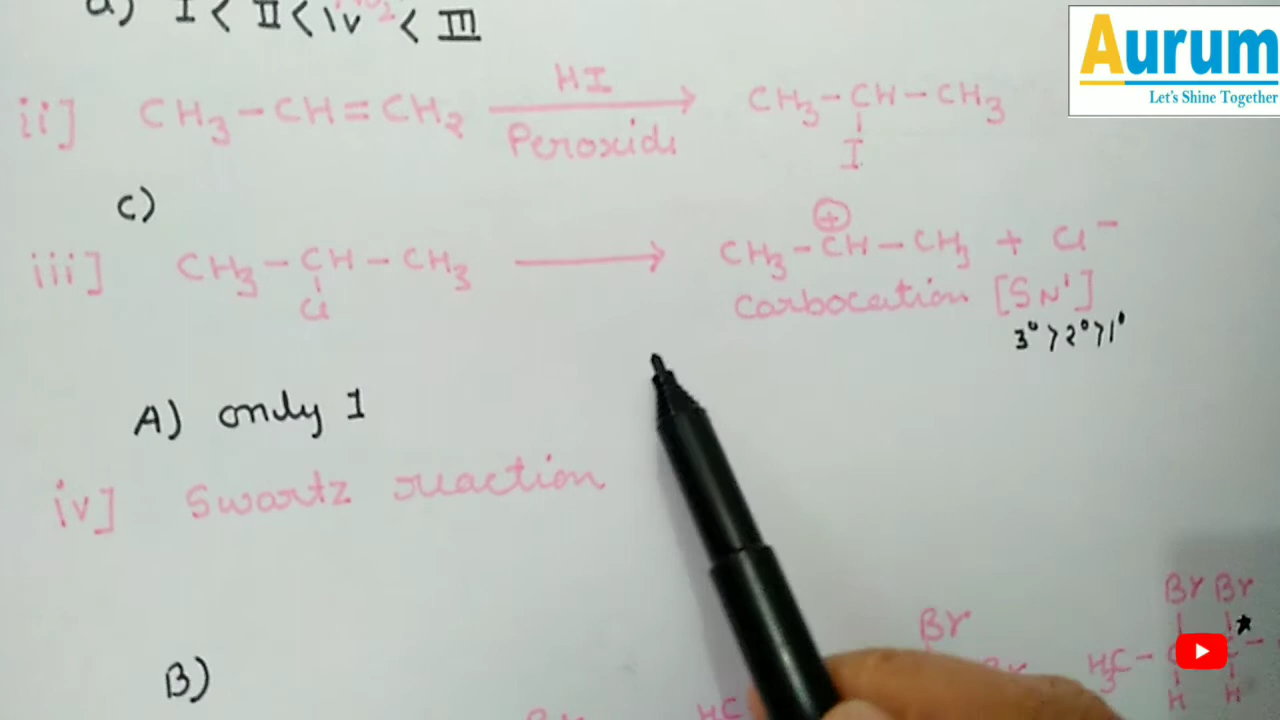 a) I < II < iv < III
Aurum
Let's Shine Together
ii] CH3-CH=CH2 HI Peroxide CH3-CH-CH3
I
c)
iii] CH3-CH-CH3 → CH3-CH-CH3 + Cl−
⊕
Cl
carbocation [SN1]
3° > 2° > 1°
A) only 1
iv] Swartz reaction
Br Br
Br
H3C-
B)
H H